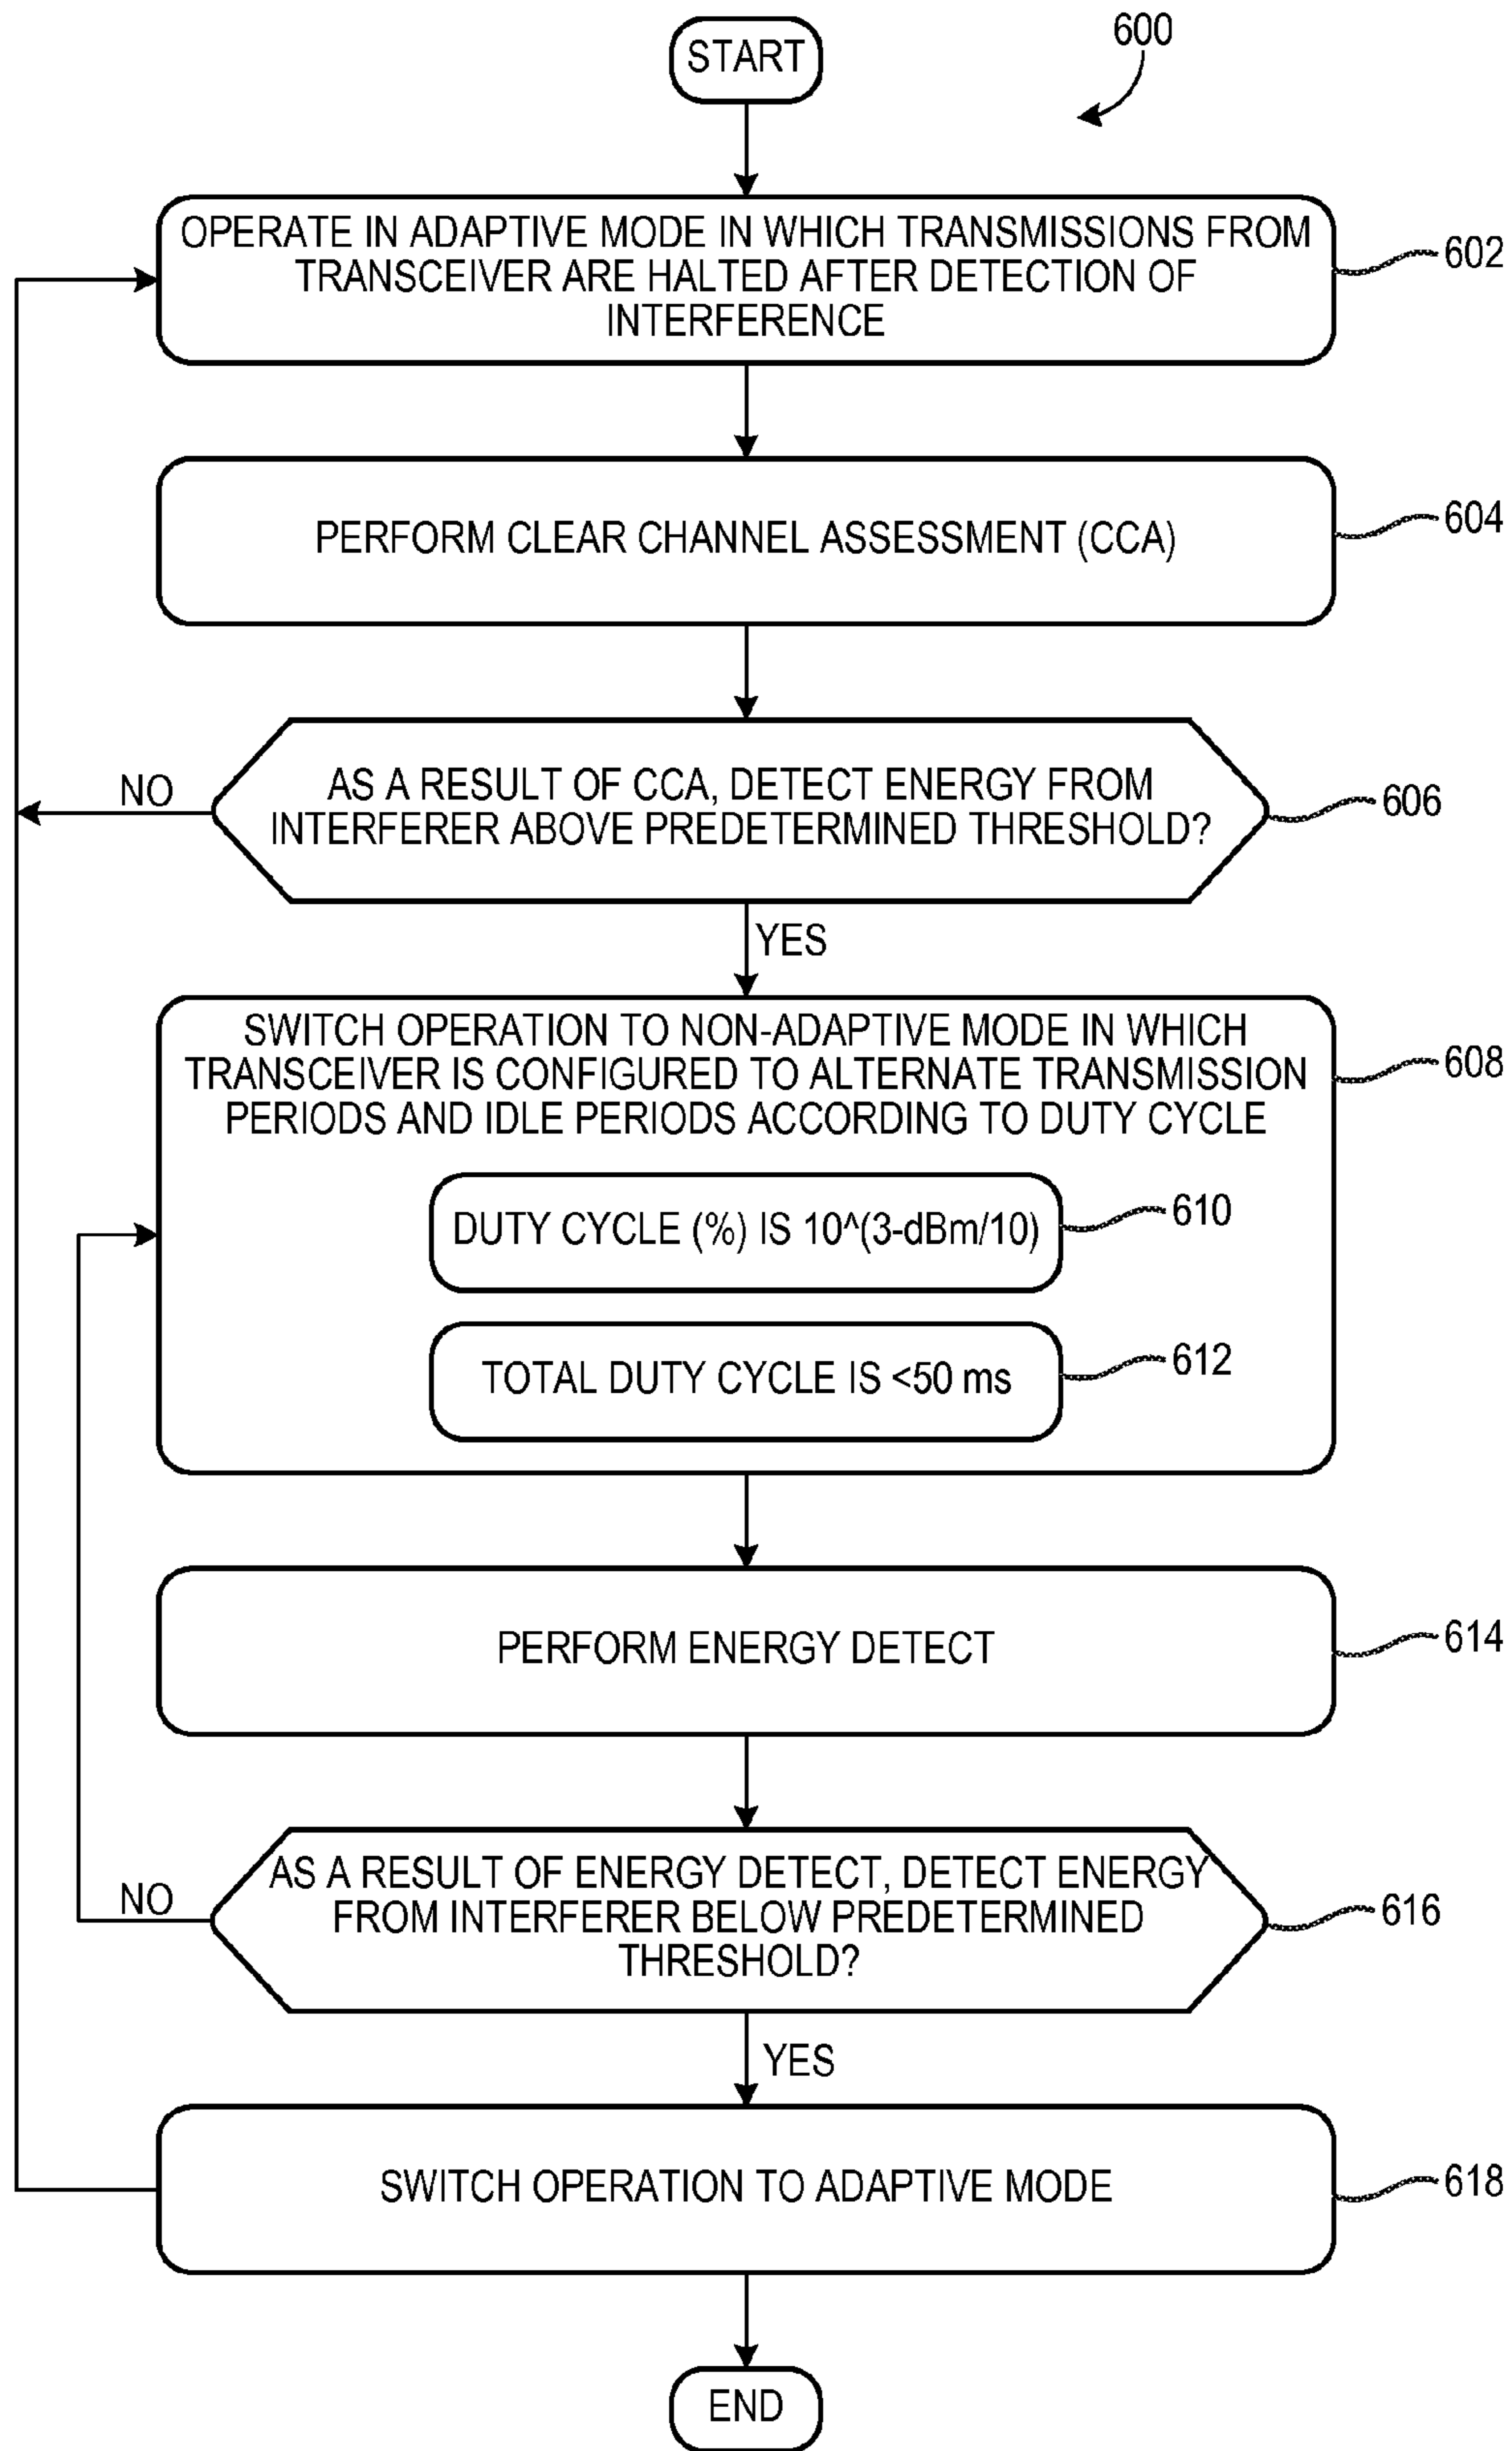 START
600
OPERATE IN ADAPTIVE MODE IN WHICH TRANSMISSIONS FROM
TRANSCEIVER ARE HALTED AFTER DETECTION OF
INTERFERENCE
602
PERFORM CLEAR CHANNEL ASSESSMENT (CCA)
604
AS A RESULT OF CCA, DETECT ENERGY FROM
INTERFERER ABOVE PREDETERMINED THRESHOLD?
606
NO
YES
SWITCH OPERATION TO NON-ADAPTIVE MODE IN WHICH
TRANSCEIVER IS CONFIGURED TO ALTERNATE TRANSMISSION
PERIODS AND IDLE PERIODS ACCORDING TO DUTY CYCLE
608
DUTY CYCLE (%) IS 10^(3-dBm/10)
610
TOTAL DUTY CYCLE IS <50 ms
612
PERFORM ENERGY DETECT
614
AS A RESULT OF ENERGY DETECT, DETECT ENERGY
FROM INTERFERER BELOW PREDETERMINED
THRESHOLD?
616
NO
YES
SWITCH OPERATION TO ADAPTIVE MODE
618
END